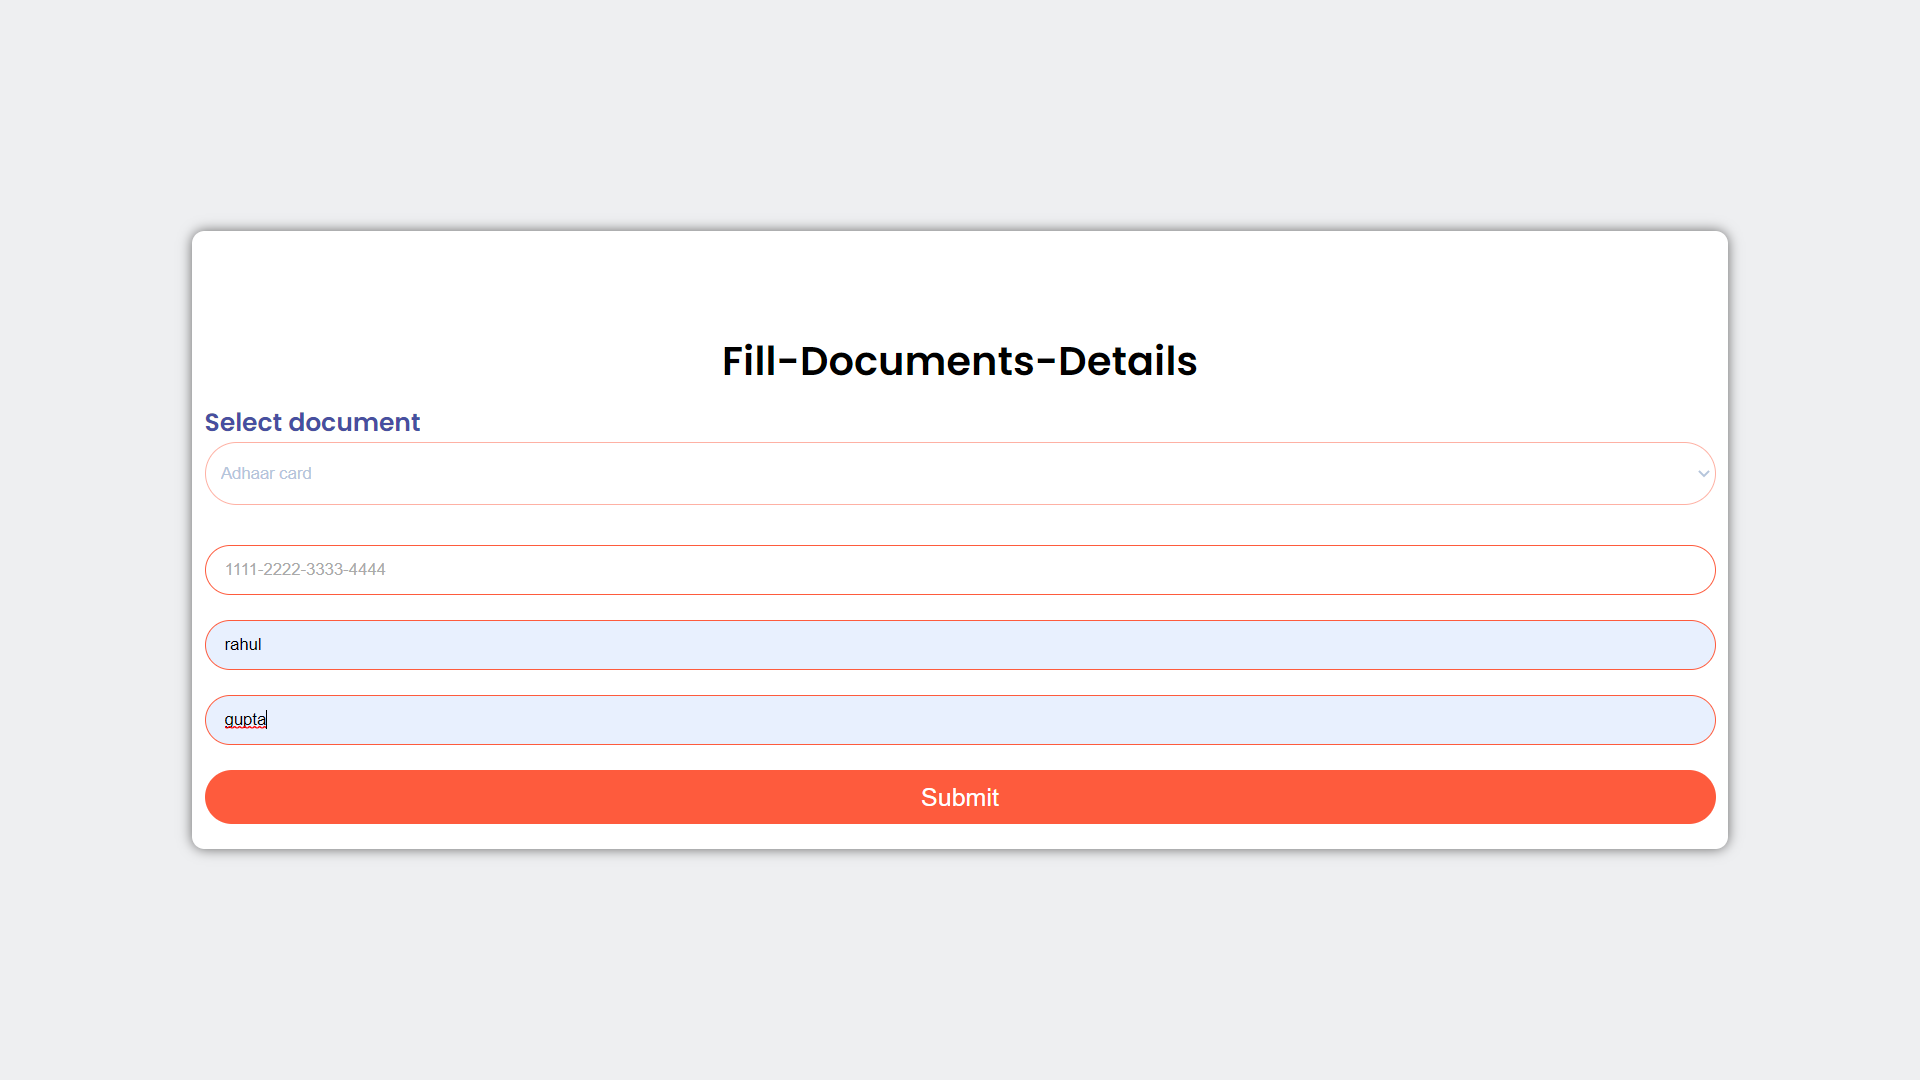 Fill-Documents-Details
Select document
Adhaar card
1111-2222-3333-4444
rahul
gupta
Submit